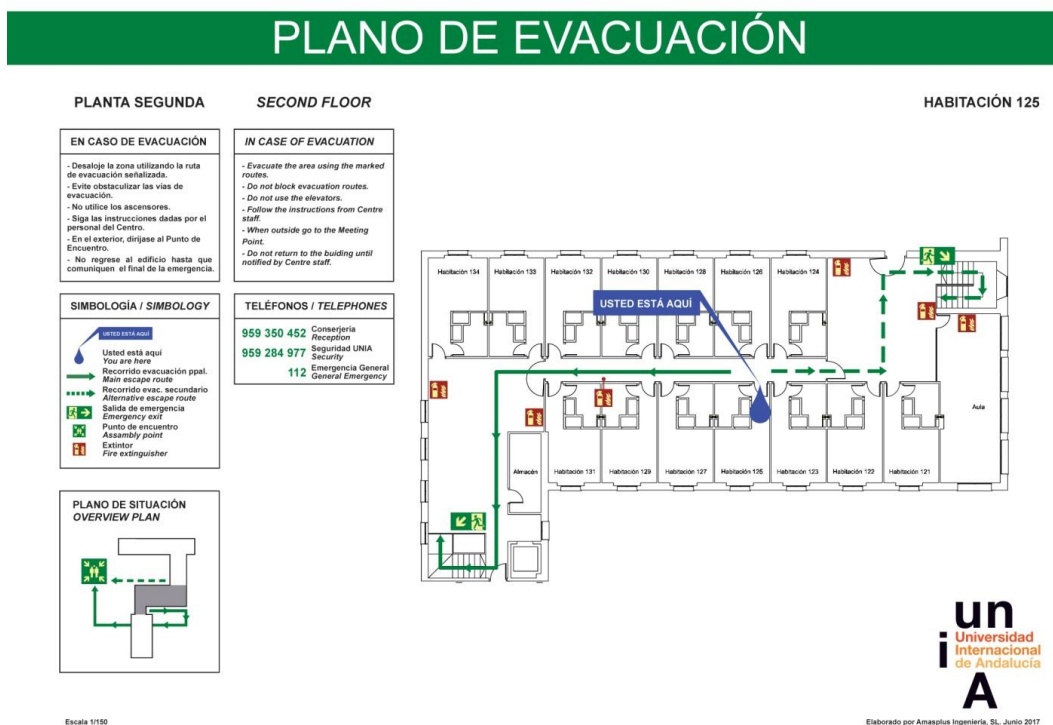 PLANO DE EVACUACIÓN
PLANTA SEGUNDA
SECOND FLOOR
HABITACIÓN 125
EN CASO DE EVACUACIÓN
- Desaloje la zona utilizando la ruta
de evacuación señalizada.
- Evite obstaculizar las vías de
evacuación.
- No utilice los ascensores.
- Siga las instrucciones dadas por el
personal del Centro.
- En el exterior, diríjase al Punto de
Encuentro.
- No regrese al edificio hasta que
comuniquen el final de la emergencia.
IN CASE OF EVACUATION
- Evacuate the area using the marked
routes.
- Do not block evacuation routes.
- Do not use the elevators.
- Follow the instructions from Centre
staff.
- When outside go to the Meeting
Point.
- Do not return to the buiding until
notified by Centre staff.
SIMBOLOGÍA / SIMBOLOGY
USTED ESTÁ AQUÍ
Usted está aquí
You are here
Recorrido evacuación ppal.
Main escape route
Recorrido evac. secundario
Alternative escape route
Salida de emergencia
Emergency exit
Punto de encuentro
Assambly point
Extintor
Fire extinguisher
TELÉFONOS / TELEPHONES
959 350 452 Conserjería
Reception
959 284 977 Seguridad UNIA
Security
112 Emergencia General
General Emergency
PLANO DE SITUACIÓN
OVERVIEW PLAN
Habitación 134
Habitación 133
Habitación 132
Habitación 130
Habitación 128
Habitación 126
Habitación 124
USTED ESTÁ AQUÍ
Aula
Almacén
Habitación 131
Habitación 129
Habitación 127
Habitación 125
Habitación 123
Habitación 122
Habitación 121
un
i
A
Universidad
Internacional
de Andalucía
Escala 1/150
Elaborado por Amasplus Ingeniería, SL. Junio 2017